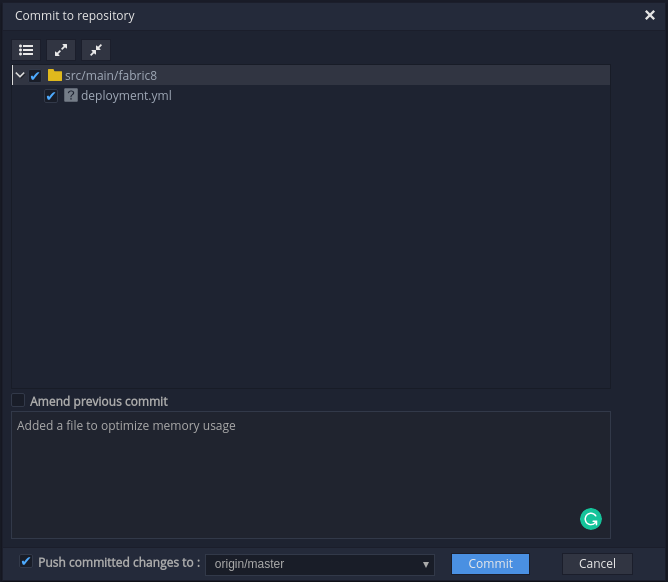 Commit to repository
src/main/fabric8
deployment.yml
Amend previous commit
Added a file to optimize memory usage
Push committed changes to :
origin/master
Commit
Cancel